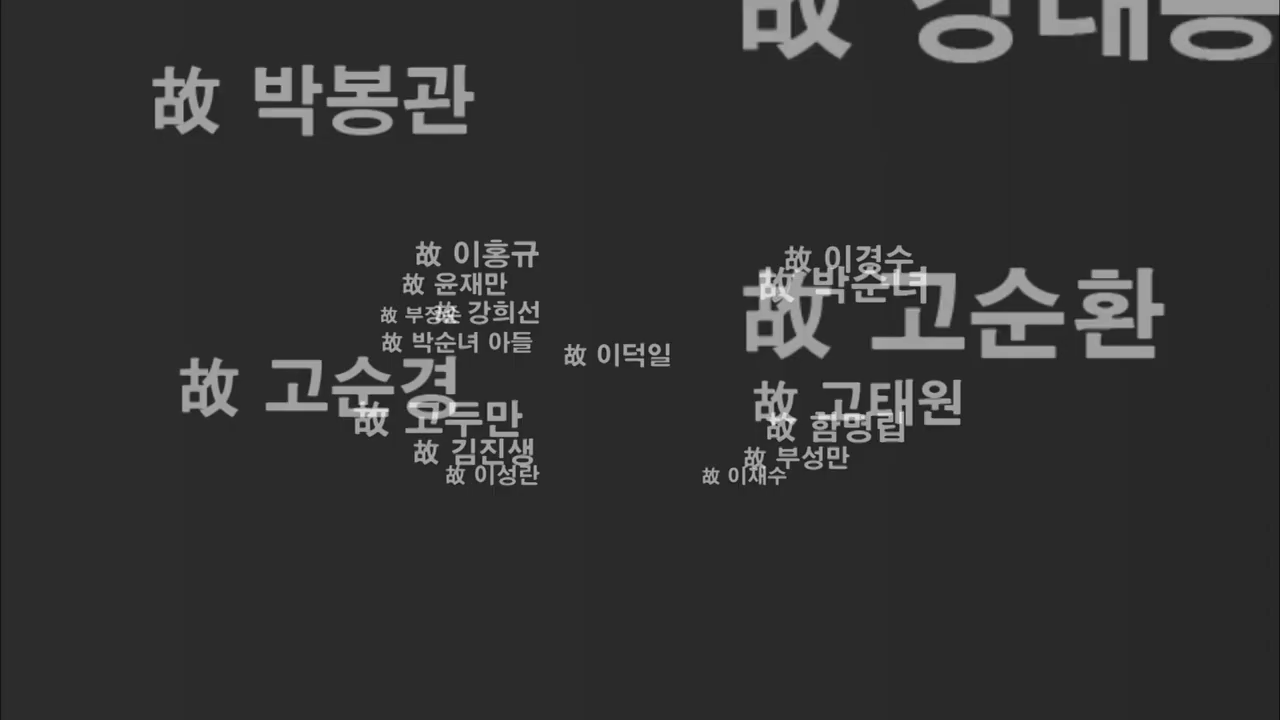 故
故 박봉관
故 이홍규
故 이경수
故 윤재만
故 박순녀
故 강희선
故 고순환
故
故 박순녀 아들
故 이덕일
故 고순경
故 고태원
故 고두만
故 함명립
故 김진생
故 부성만
故 이성란
故 이재수